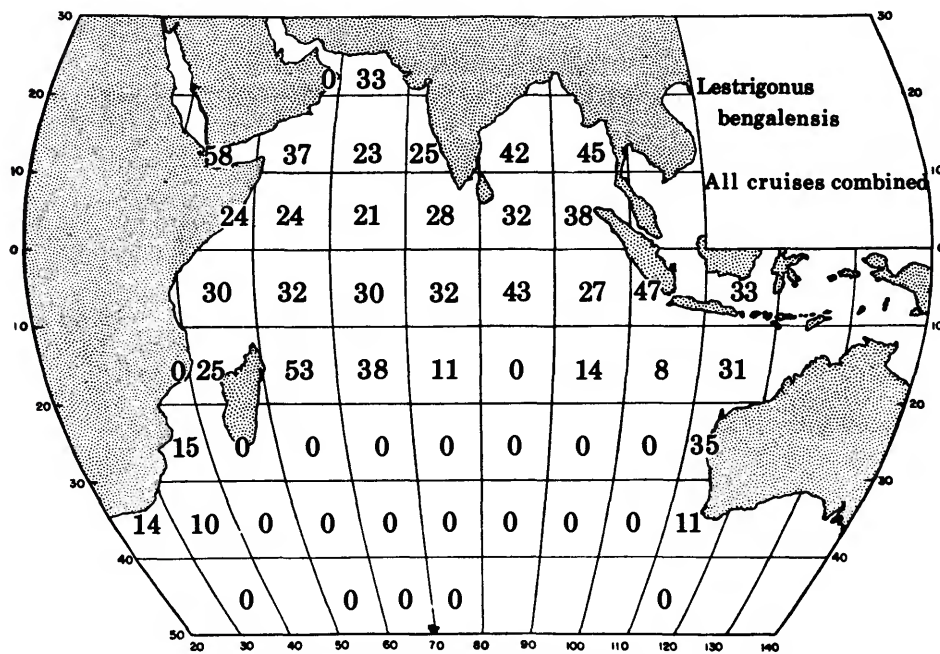 30 30
0 33
20 Lestrigonus 20
bengalensis
58 37 23 25 42 45
10 All cruises combined 10
24 24 21 28 32 38
0 0
30 32 30 32 43 27 47 33
10 10
0 25 53 38 11 0 14 8 31
20 20
15 0 0 0 0 0 0 0 35
30 30
14 10 0 0 0 0 0 0 0 11
40 40
0 0 0 0 0
50 50
20 30 40 50 60 70 80 90 100 110 120 130 140